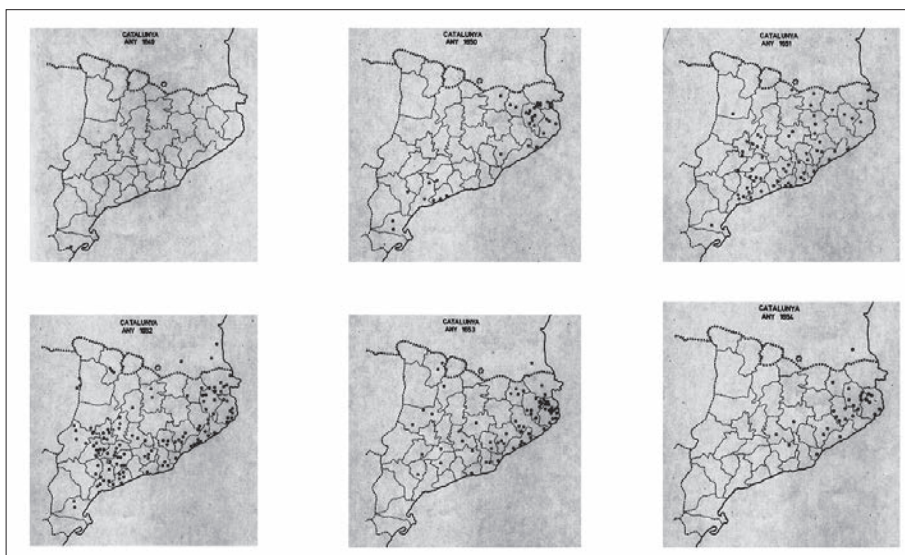 CATALUNYA
ANY 1649
CATALUNYA
ANY 1650
CATALUNYA
ANY 1651
CATALUNYA
ANY 1652
CATALUNYA
ANY 1653
CATALUNYA
ANY 1654